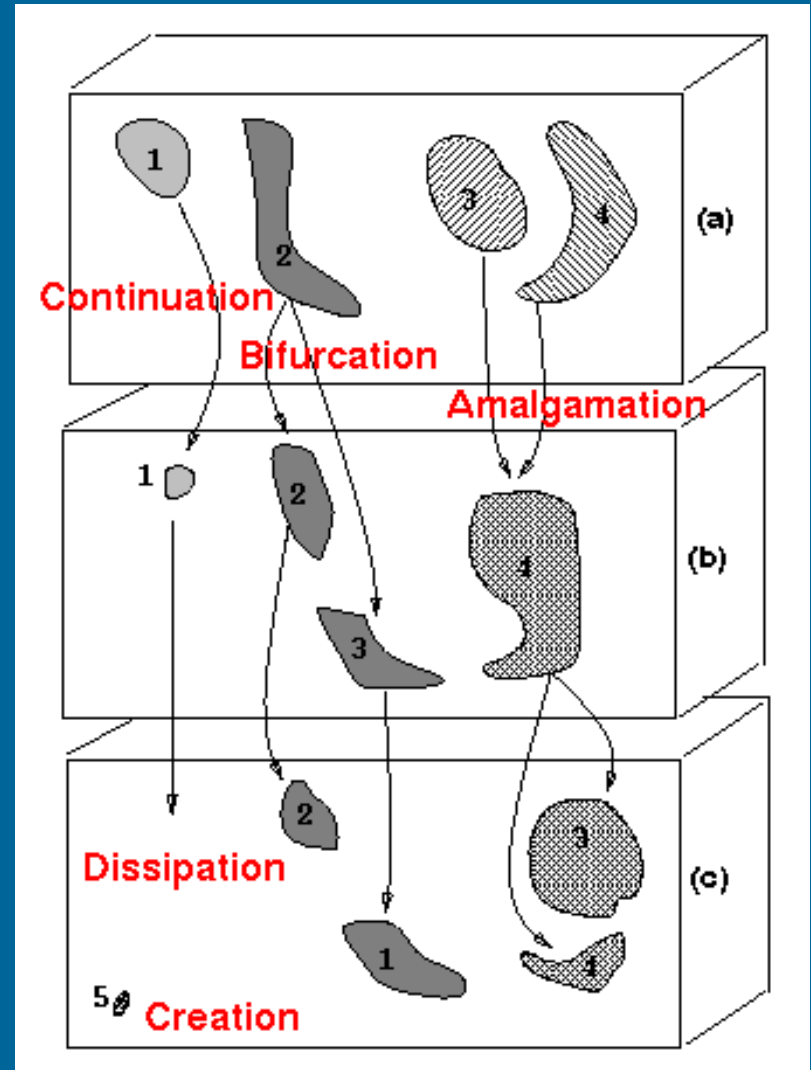 1
2
3
4
(a)
Continuation
Bifurcation
Amalgamation
1
2
3
4
(b)
2
3
Dissipation
(c)
1
4
5
Creation